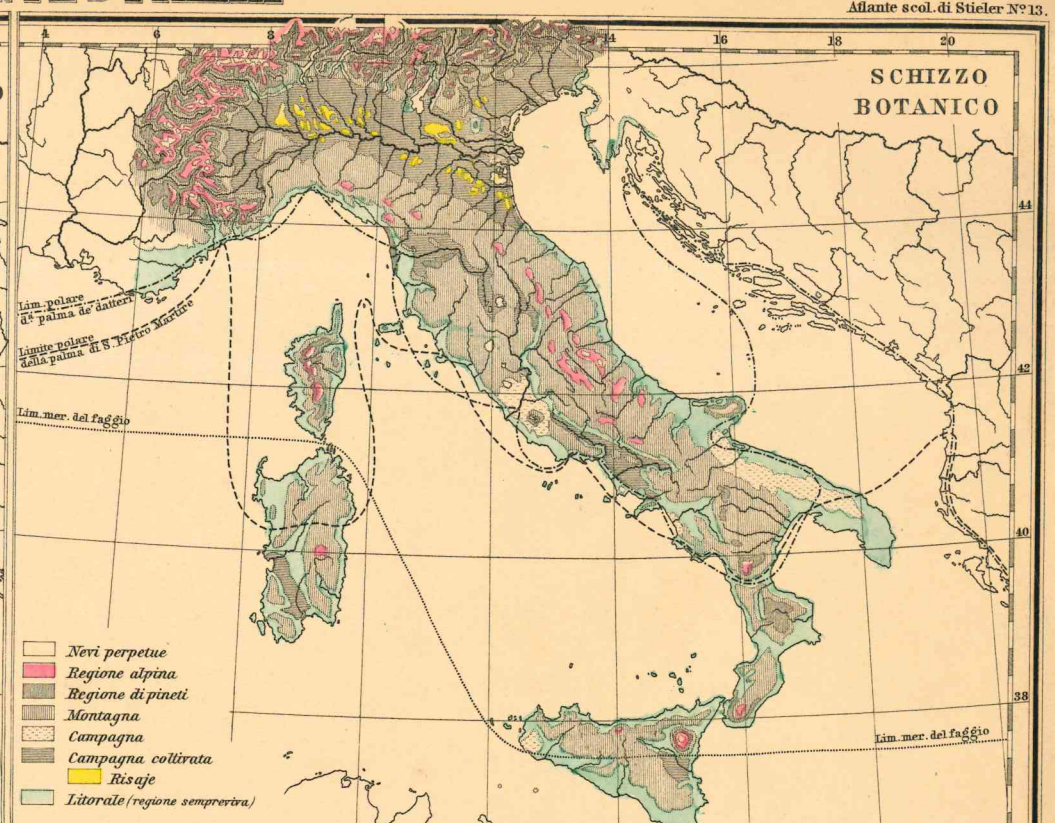 Atlante scol. di Stieler Nº 13.
4
6
8
14
16
18
20
SCHIZZO
BOTANICO
44
Lim. polare
d.ª palma de' datteri
Limite polare
della palma di S. Pietro Martire
42
Lim. mer. del faggio
40
Nevi perpetue
Regione alpina
Regione di pineti
Montagna
Campagna
Campagna coltivata
Risaje
Litorale (regione sempreviva)
38
Lim. mer. del faggio